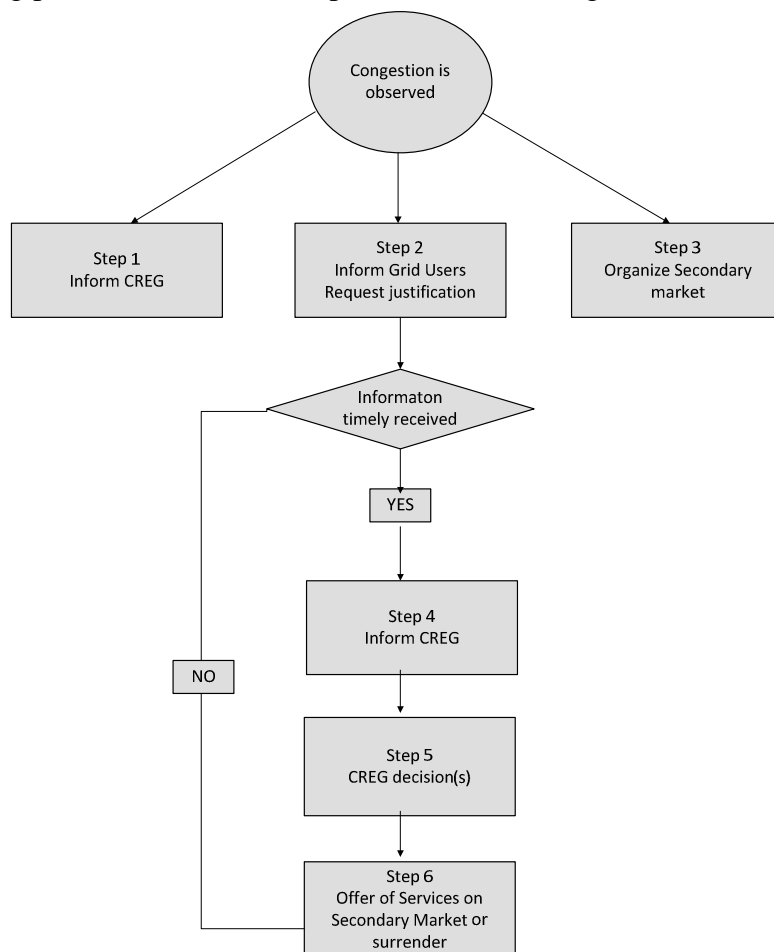 Congestion is
observed
Step 1
Inform CREG
Step 2
Inform Grid Users
Request justification
Step 3
Organize Secondary
market
Informaton
timely received
YES
Step 4
Inform CREG
NO
Step 5
CREG decision(s)
Step 6
Offer of Services on
Secondary Market or
surrender